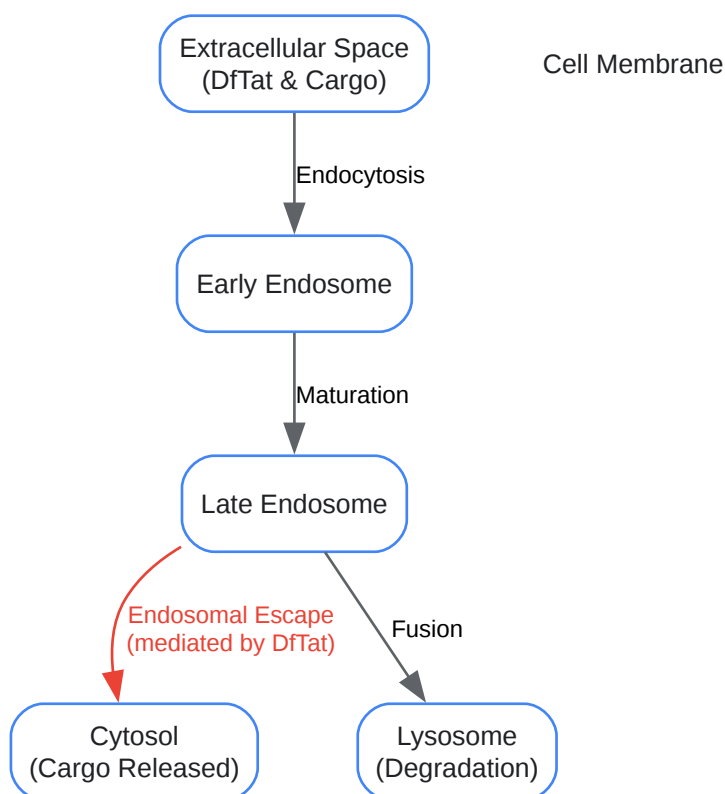 Extracellular Space
(DfTat & Cargo)
Cell Membrane
Endocytosis
Early Endosome
Maturation
Late Endosome
Endosomal Escape
(mediated by DfTat)
Fusion
Cytosol
(Cargo Released)
Lysosome
(Degradation)